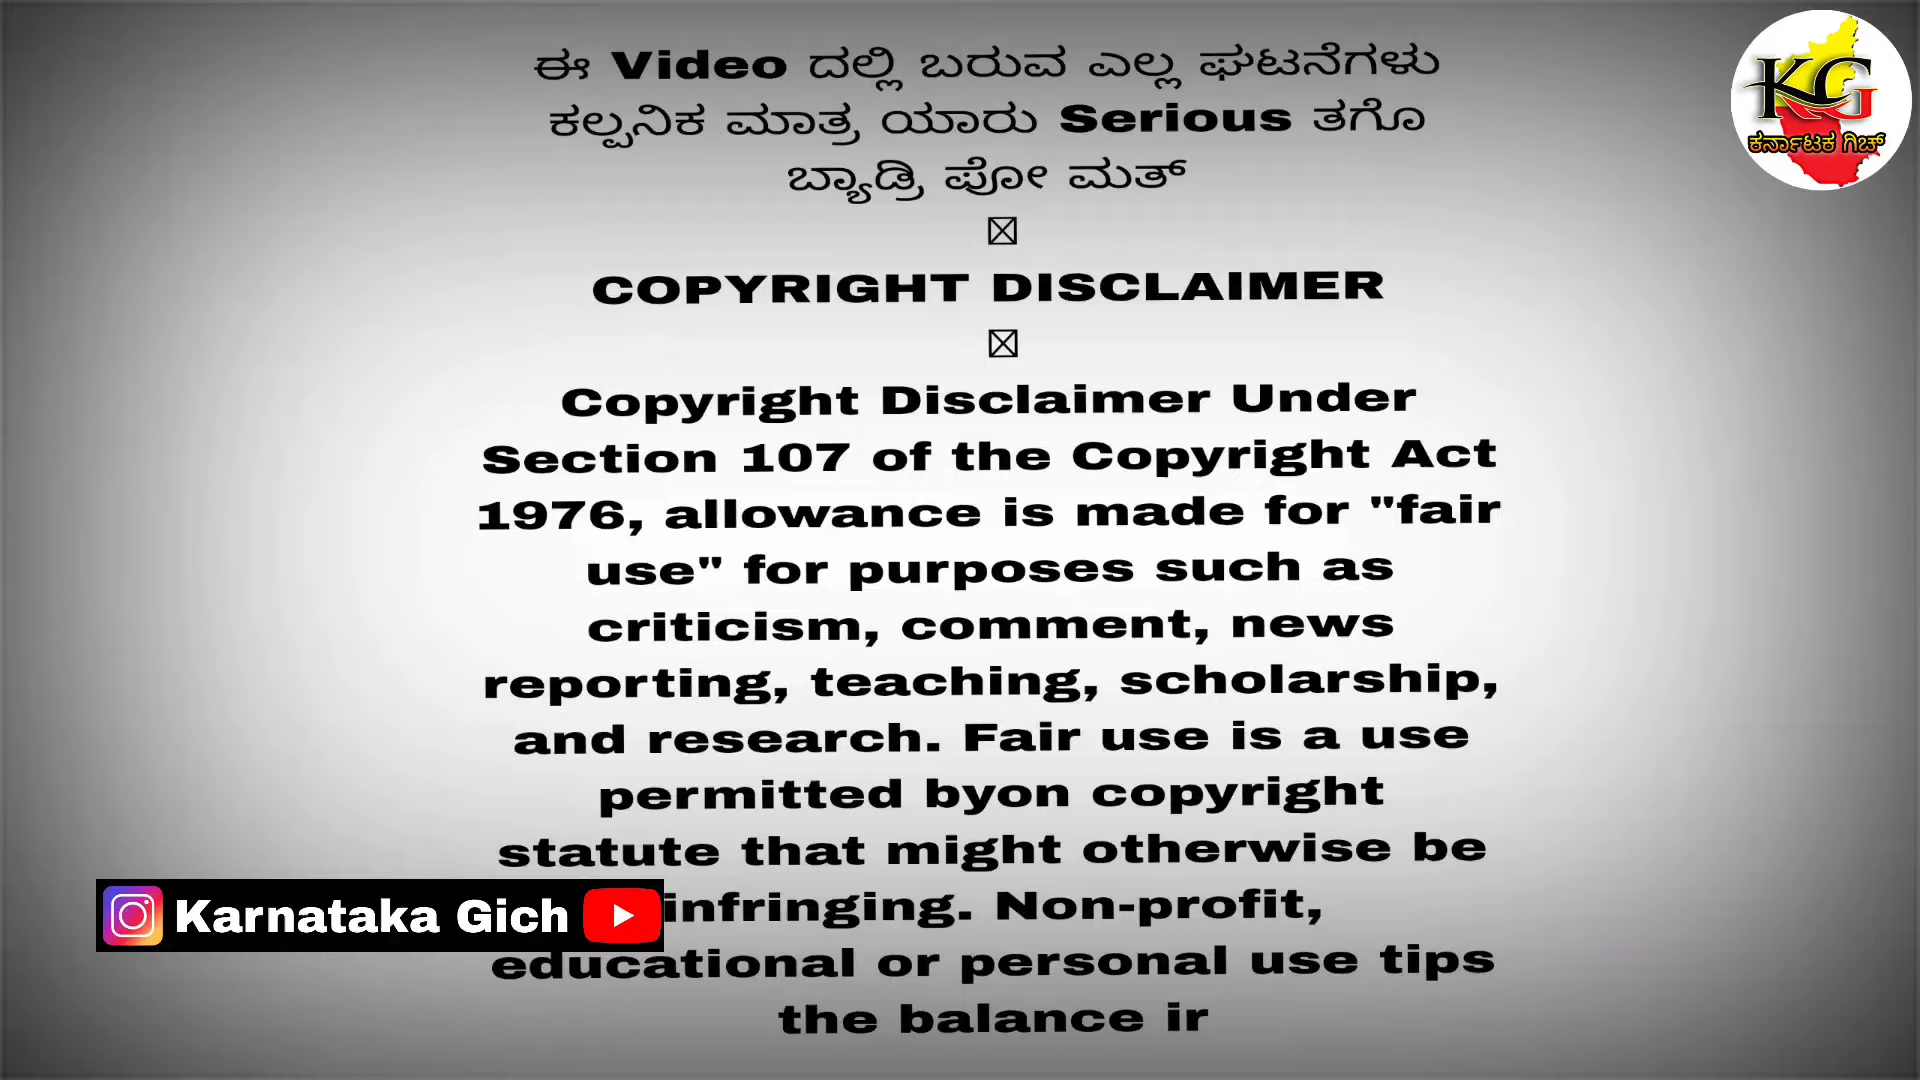 ಈ Video ದಲ್ಲಿ ಬರುವ ಎಲ್ಲ ಘಟನೆಗಳು
ಕಲ್ಪನಿಕ ಮಾತ್ರ ಯಾರು Serious ತಗೊ
ಬ್ಯಾಡ್ರಿ ಪೋ ಮತ್
COPYRIGHT DISCLAIMER
Copyright Disclaimer Under
Section 107 of the Copyright Act
1976, allowance is made for "fair
use" for purposes such as
criticism, comment, news
reporting, teaching, scholarship,
and research. Fair use is a use
permitted byon copyright
statute that might otherwise be
infringing. Non-profit,
educational or personal use tips
the balance ir
Karnataka Gich
KG
ಕರ್ನಾಟಕ ಗಿಚ್